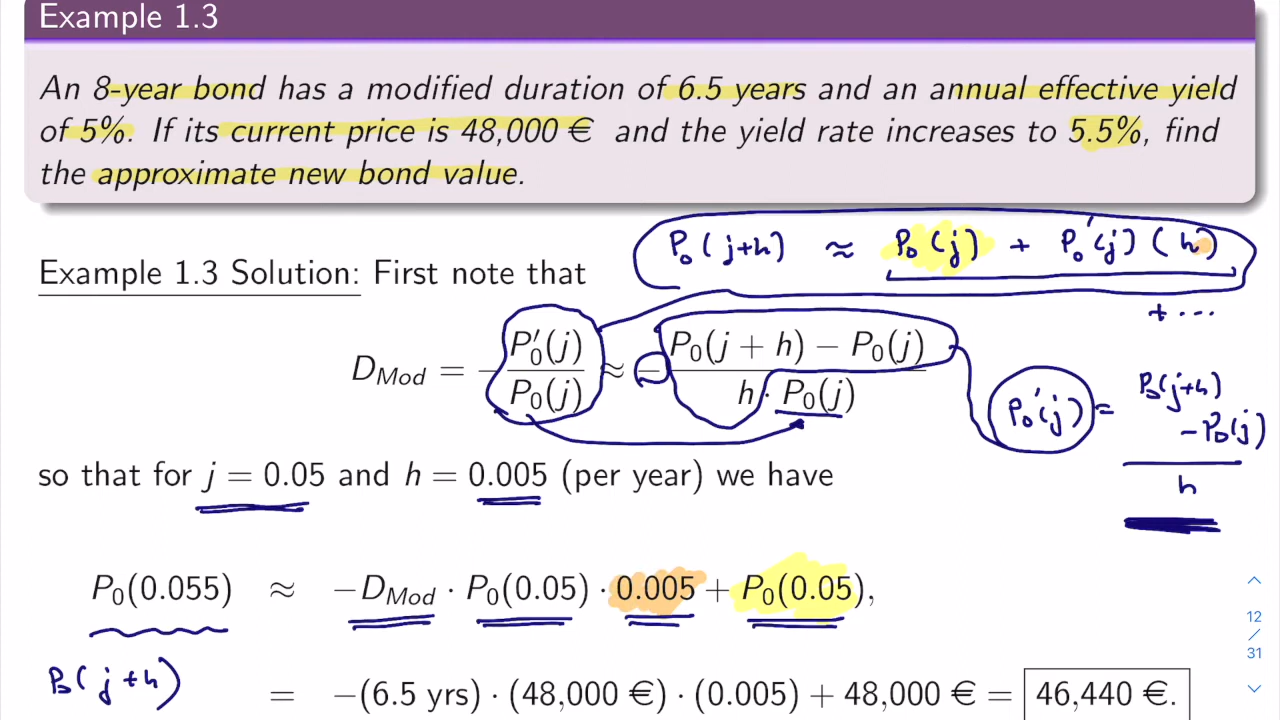 Example 1.3
An 8-year bond has a modified duration of 6.5 years and an annual effective yield
of 5%. If its current price is 48,000 € and the yield rate increases to 5.5%, find
the approximate new bond value.
P₀(j+h) ≈ P₀(j) + P₀'(j)(h)
+ ...
Example 1.3 Solution: First note that
D_Mod = − P₀′(j) / P₀(j) ≈ − (P₀(j + h) − P₀(j)) / (h · P₀(j))
P₀'(j) = (P₀(j+h) − P₀(j)) / h
so that for j = 0.05 and h = 0.005 (per year) we have
P₀(0.055) ≈ −D_Mod · P₀(0.05) · 0.005 + P₀(0.05),
P₀(j+h)
= −(6.5 yrs) · (48,000 €) · (0.005) + 48,000 € = 46,440 €.
12
/
31